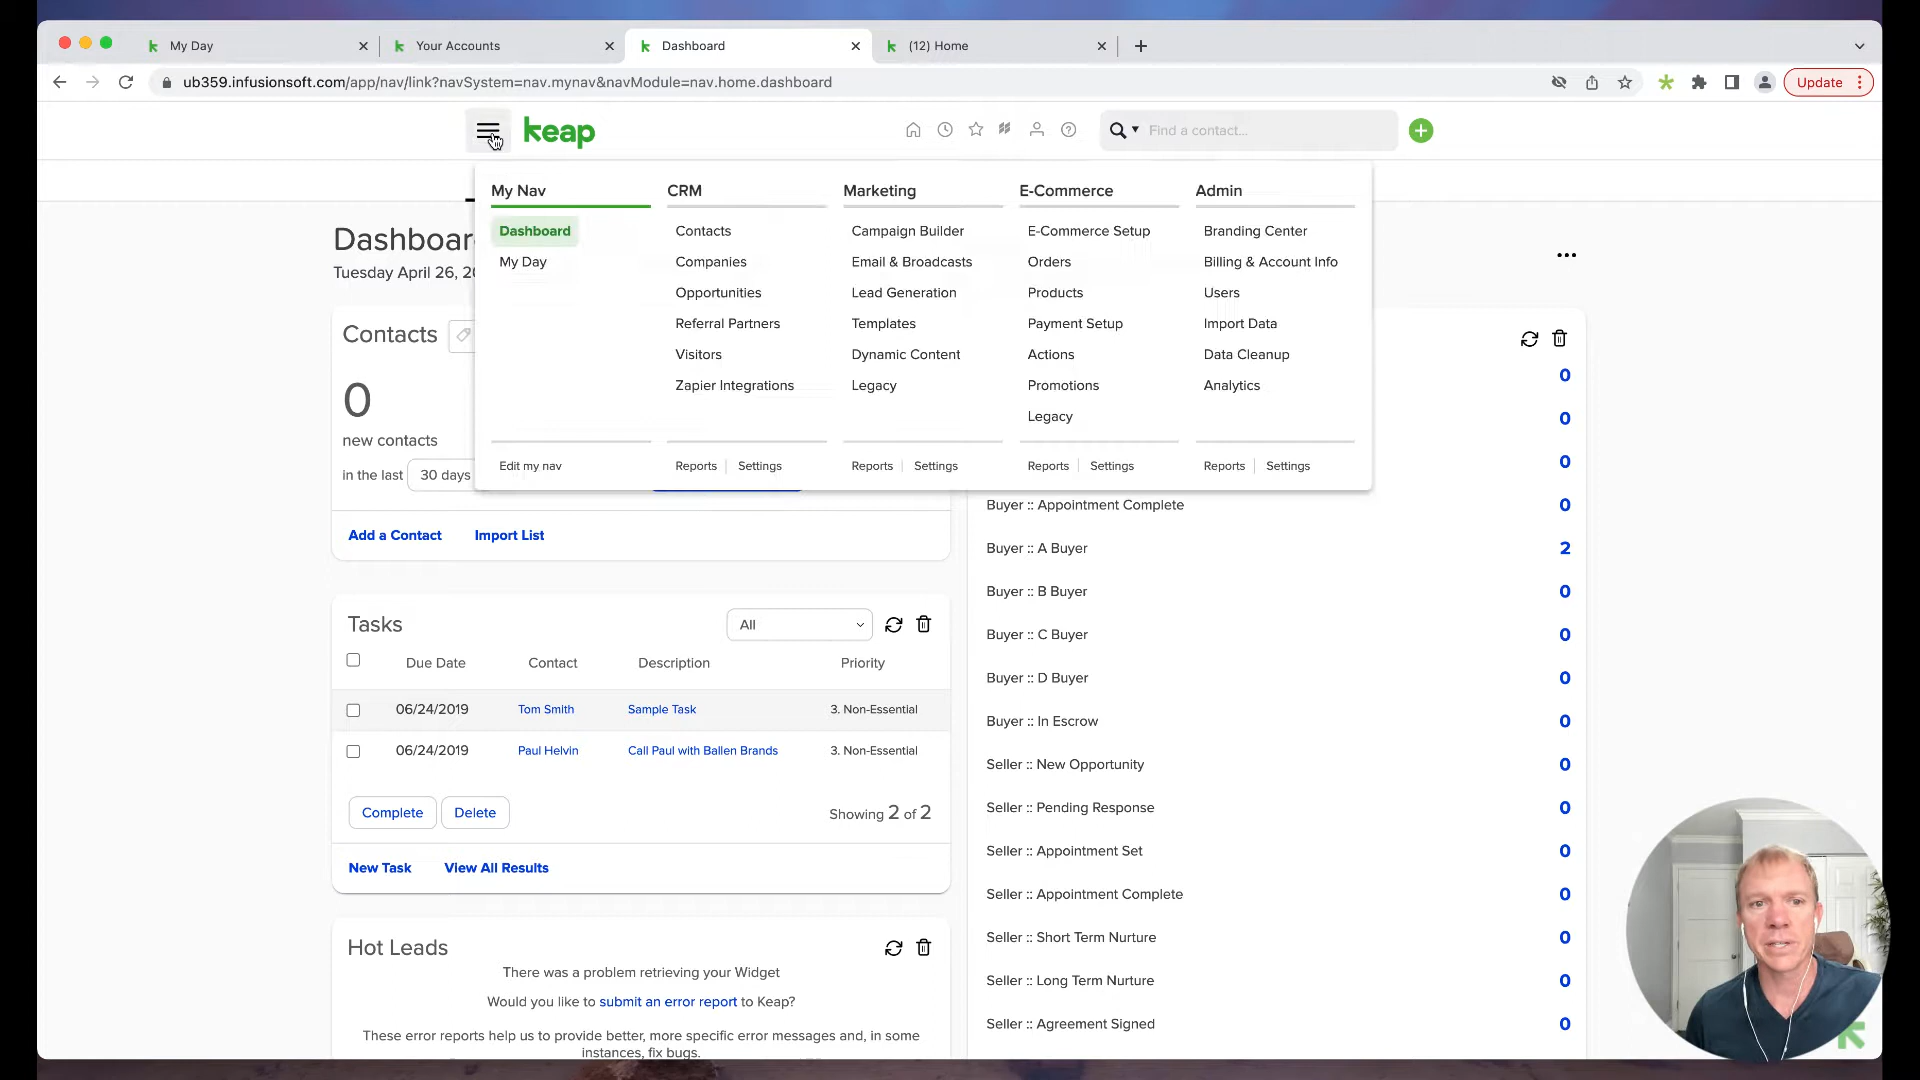 My Day
Your Accounts
Dashboard
(12) Home
ub359.infusionsoft.com/app/nav/link?navSystem=nav.mynav&navModule=nav.home.dashboard
Update
keap
Find a contact...
My Nav
Dashboard
My Day
Edit my nav
CRM
Contacts
Companies
Opportunities
Referral Partners
Visitors
Zapier Integrations
Reports
Settings
Marketing
Campaign Builder
Email & Broadcasts
Lead Generation
Templates
Dynamic Content
Legacy
Reports
Settings
E-Commerce
E-Commerce Setup
Orders
Products
Payment Setup
Actions
Promotions
Legacy
Reports
Settings
Admin
Branding Center
Billing & Account Info
Users
Import Data
Data Cleanup
Analytics
Reports
Settings
Tuesday April 26,
Contacts
0
new contacts
in the last 30 days
Add a Contact Import List
Tasks All
Due Date Contact Description Priority
06/24/2019 Tom Smith Sample Task 3. Non-Essential
06/24/2019 Paul Helvin Call Paul with Ballen Brands 3. Non-Essential
Complete Delete Showing 2 of 2
New Task View All Results
Hot Leads
There was a problem retrieving your Widget
Would you like to submit an error report to Keap?
These error reports help us to provide better, more specific error messages and, in some
instances, fix bugs.
0
0
0
Buyer :: Appointment Complete 0
Buyer :: A Buyer 2
Buyer :: B Buyer 0
Buyer :: C Buyer 0
Buyer :: D Buyer 0
Buyer :: In Escrow 0
Seller :: New Opportunity 0
Seller :: Pending Response 0
Seller :: Appointment Set 0
Seller :: Appointment Complete 0
Seller :: Short Term Nurture 0
Seller :: Long Term Nurture 0
Seller :: Agreement Signed 0